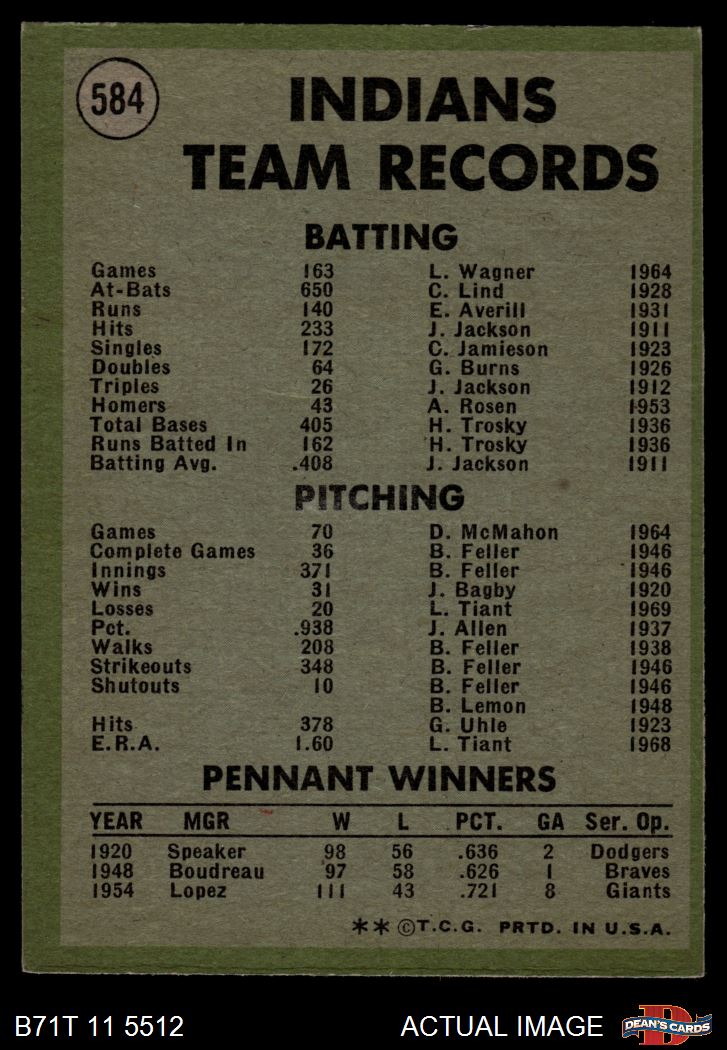 584
INDIANS
TEAM RECORDS
BATTING
Games 163 L. Wagner 1964
At-Bats 650 C. Lind 1928
Runs 140 E. Averill 1931
Hits 233 J. Jackson 1911
Singles 172 C. Jamieson 1923
Doubles 64 G. Burns 1926
Triples 26 J. Jackson 1912
Homers 43 A. Rosen 1953
Total Bases 405 H. Trosky 1936
Runs Batted In 162 H. Trosky 1936
Batting Avg. .408 J. Jackson 1911
PITCHING
Games 70 D. McMahon 1964
Complete Games 36 B. Feller 1946
Innings 371 B. Feller 1946
Wins 31 J. Bagby 1920
Losses 20 L. Tiant 1969
Pct. .938 J. Allen 1937
Walks 208 B. Feller 1938
Strikeouts 348 B. Feller 1946
Shutouts 10 B. Feller 1946
B. Lemon 1948
Hits 378 G. Uhle 1923
E.R.A. 1.60 L. Tiant 1968
PENNANT WINNERS
YEAR MGR W L PCT. GA Ser. Op.
1920 Speaker 98 56 .636 2 Dodgers
1948 Boudreau 97 58 .626 1 Braves
1954 Lopez 111 43 .721 8 Giants
** ©T.C.G. PRTD. IN U.S.A.
B71T 11 5512 ACTUAL IMAGE D DEAN'S CARDS